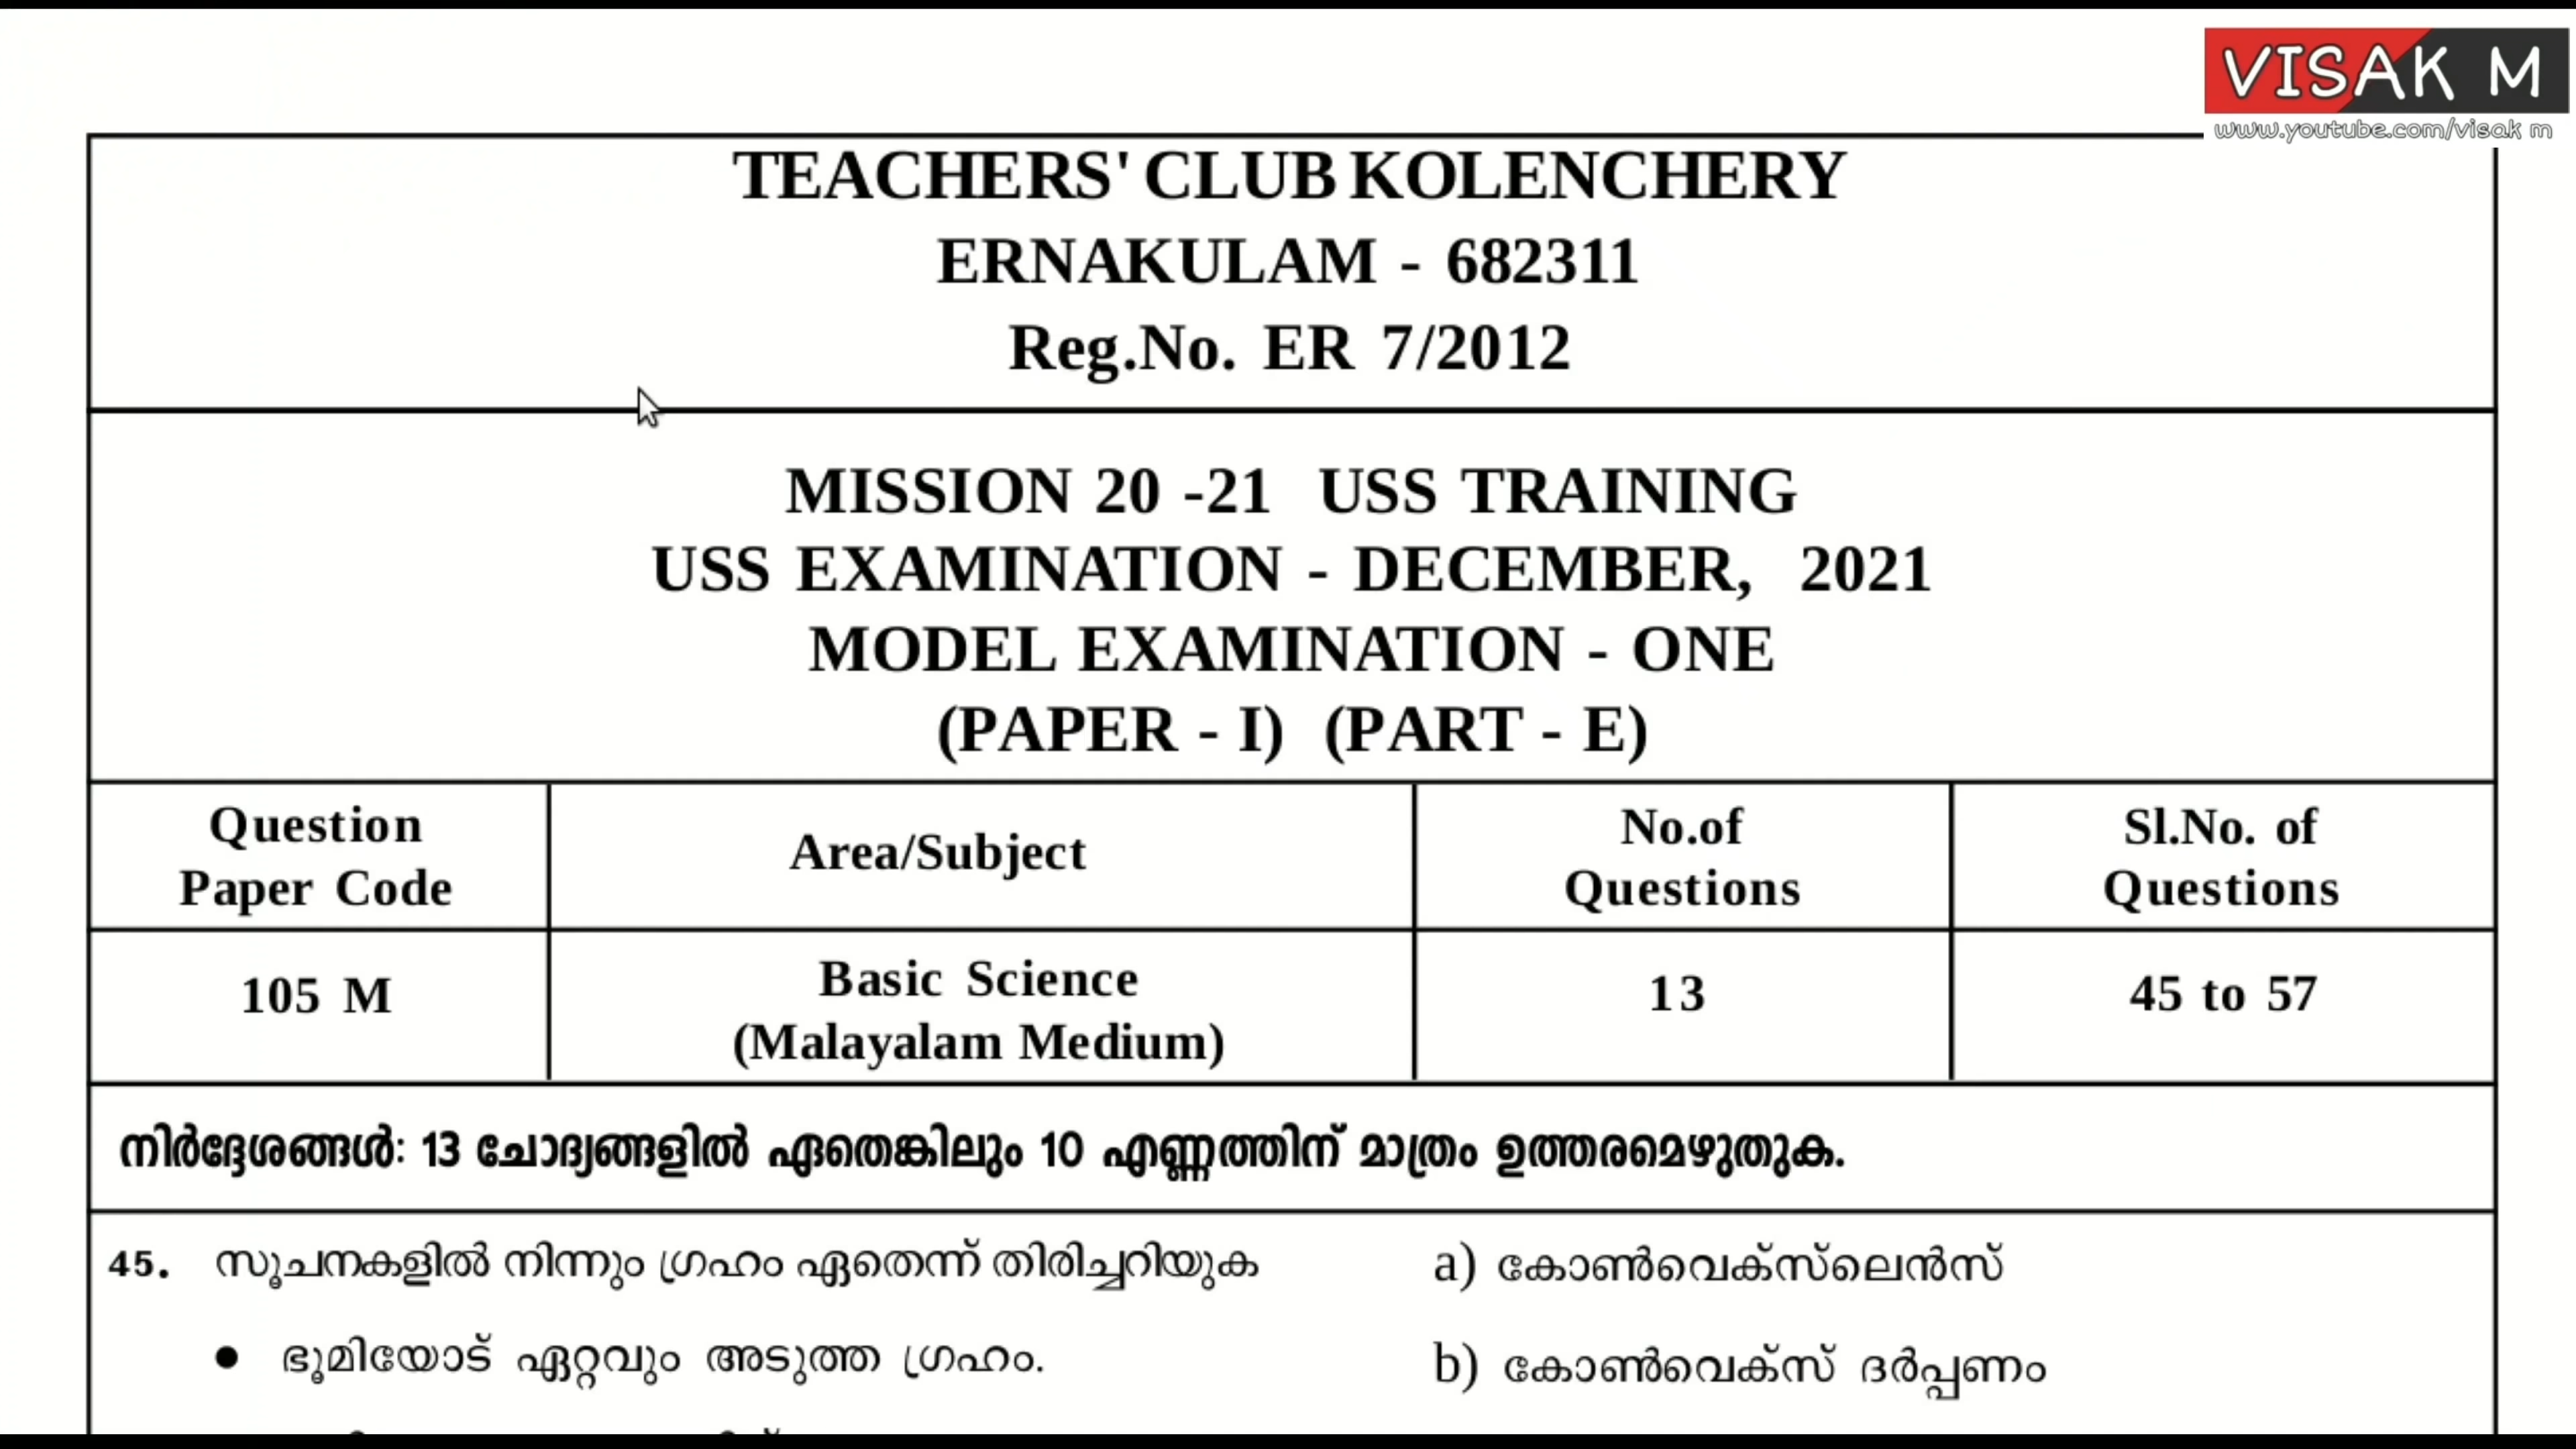 VISAK M
www.youtube.com/visak m
TEACHERS' CLUB KOLENCHERY
ERNAKULAM - 682311
Reg.No. ER 7/2012
MISSION 20 -21 USS TRAINING
USS EXAMINATION - DECEMBER, 2021
MODEL EXAMINATION - ONE
(PAPER - I) (PART - E)
Question Paper Code
Area/Subject
No.of Questions
Sl.No. of Questions
105 M
Basic Science
(Malayalam Medium)
13
45 to 57
നിർദ്ദേശങ്ങൾ: 13 ചോദ്യങ്ങളിൽ ഏതെങ്കിലും 10 എണ്ണത്തിന് മാത്രം ഉത്തരമെഴുതുക.
45. സൂചനകളിൽ നിന്നും ഗ്രഹം ഏതെന്ന് തിരിച്ചറിയുക
● ഭൂമിയോട് ഏറ്റവും അടുത്ത ഗ്രഹം.
a) കോൺവെക്സ്ലെൻസ്
b) കോൺവെക്സ് ദർപ്പണം